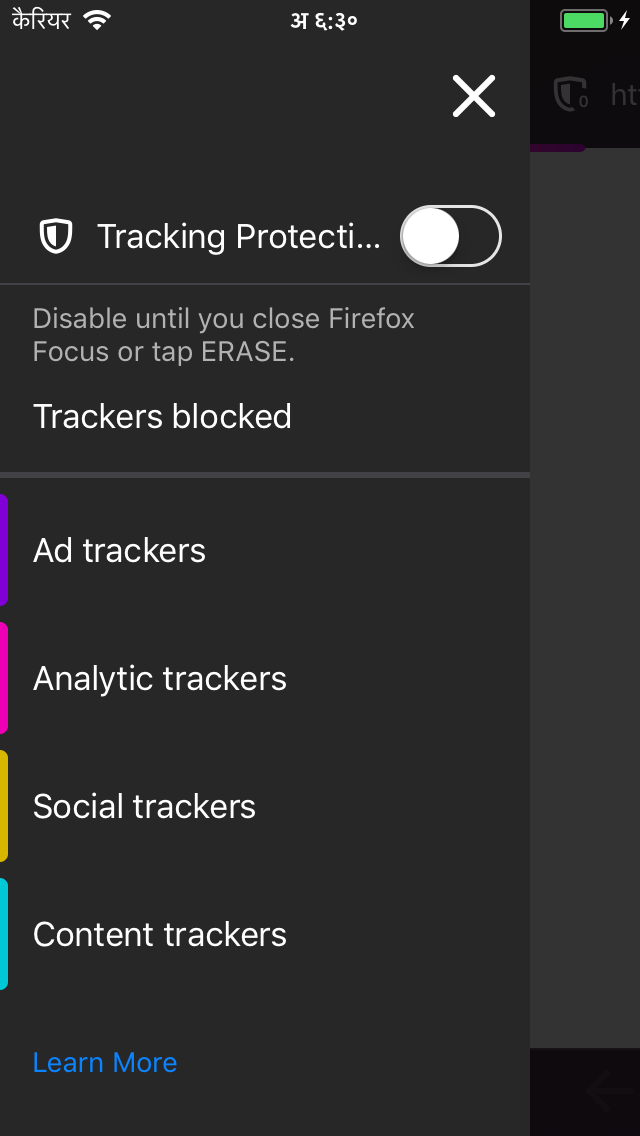 कैरियर
अ ६:३०
0 htt
Tracking Protecti...
Disable until you close Firefox
Focus or tap ERASE.
Trackers blocked
Ad trackers
Analytic trackers
Social trackers
Content trackers
Learn More